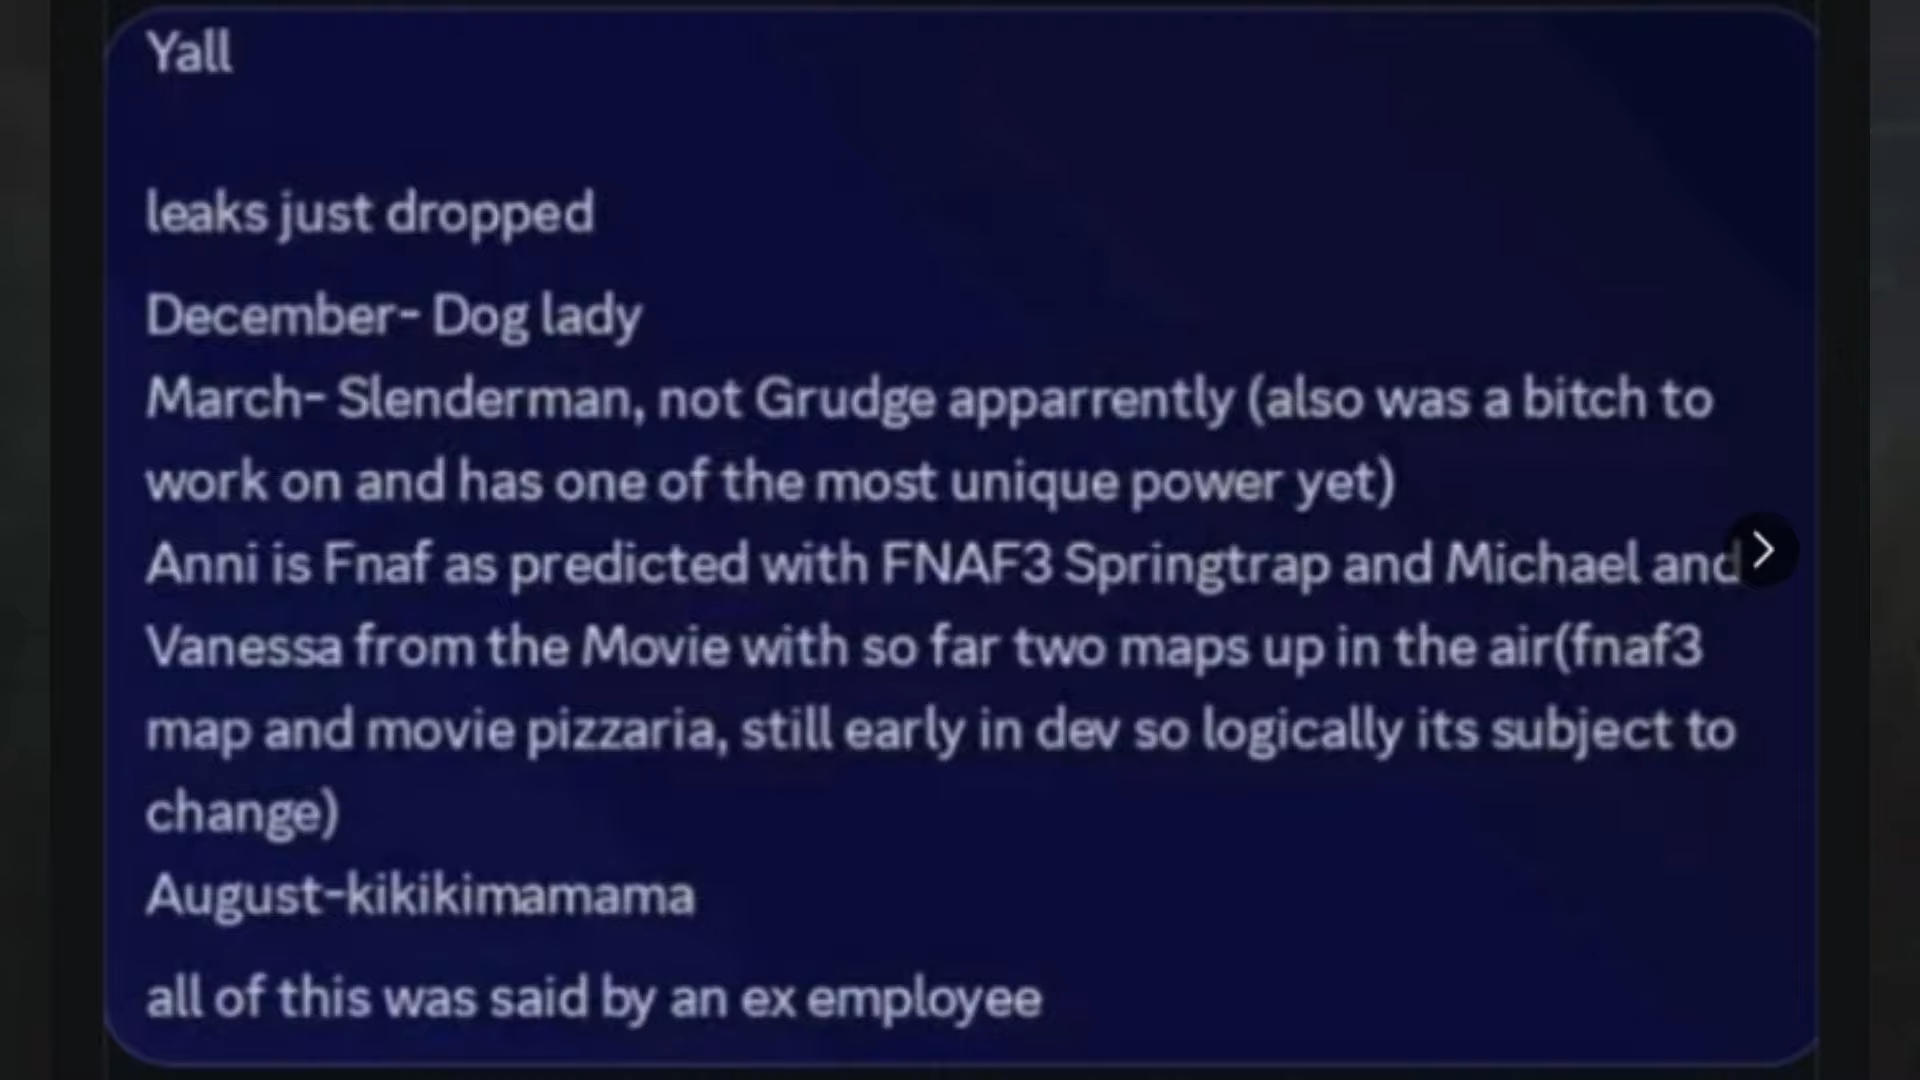 Yall
leaks just dropped
December- Dog lady
March- Slenderman, not Grudge apparrently (also was a bitch to
work on and has one of the most unique power yet)
Anni is Fnaf as predicted with FNAF3 Springtrap and Michael and
Vanessa from the Movie with so far two maps up in the air(fnaf3
map and movie pizzaria, still early in dev so logically its subject to
change)
August-kikikimamama
all of this was said by an ex employee